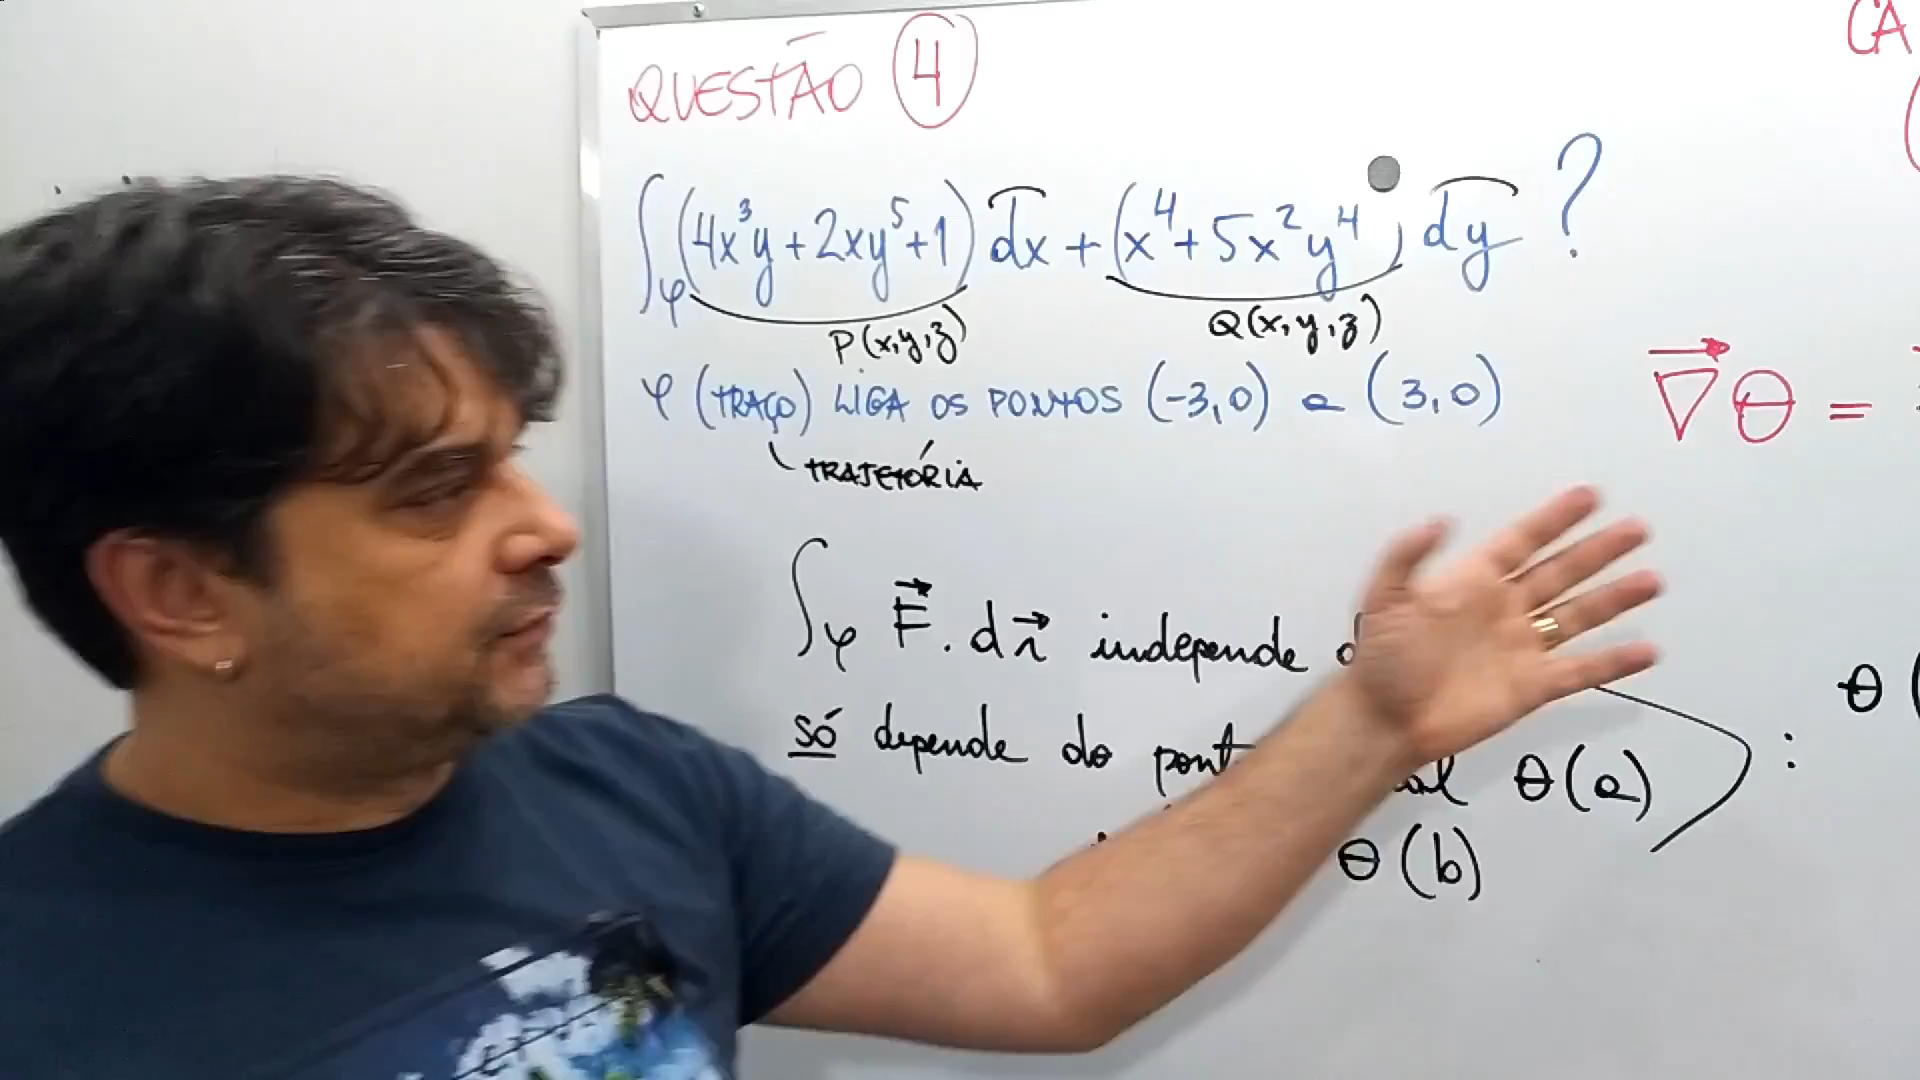 QUESTÃO 4
∫φ (4x³y + 2xy⁵ + 1) dx + (x⁴ + 5x²y⁴) dy ?
P(x,y,z) Q(x,y,z)
φ (TRAÇO) LIGA OS PONTOS (-3,0) e (3,0)
TRAJETÓRIA
∇θ =
∫φ F . dr independe
só depende do θ(a) :
θ(b)
θ (
CA